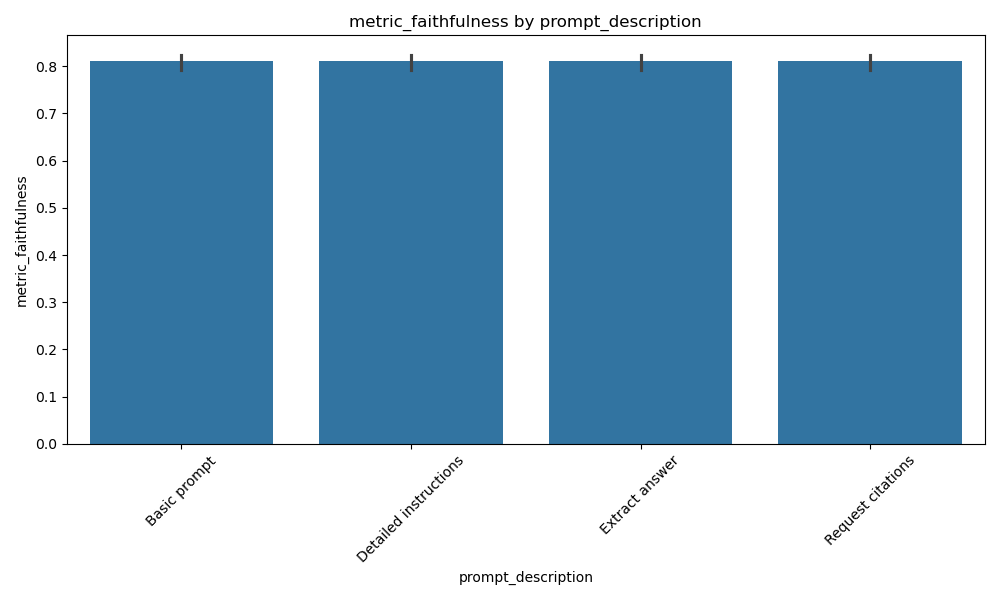 metric_faithfulness by prompt_description
metric_faithfulness
0.8
0.7
0.6
0.5
0.4
0.3
0.2
0.1
0.0
Basic prompt
Detailed instructions
Extract answer
Request citations
prompt_description